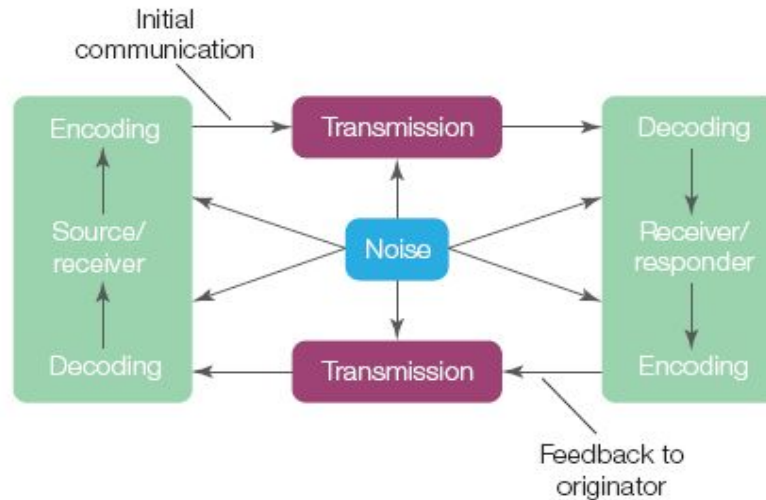 Initial
communication
Encoding
Transmission
Decoding
Source/
receiver
Noise
Receiver/
responder
Decoding
Transmission
Encoding
Feedback to
originator